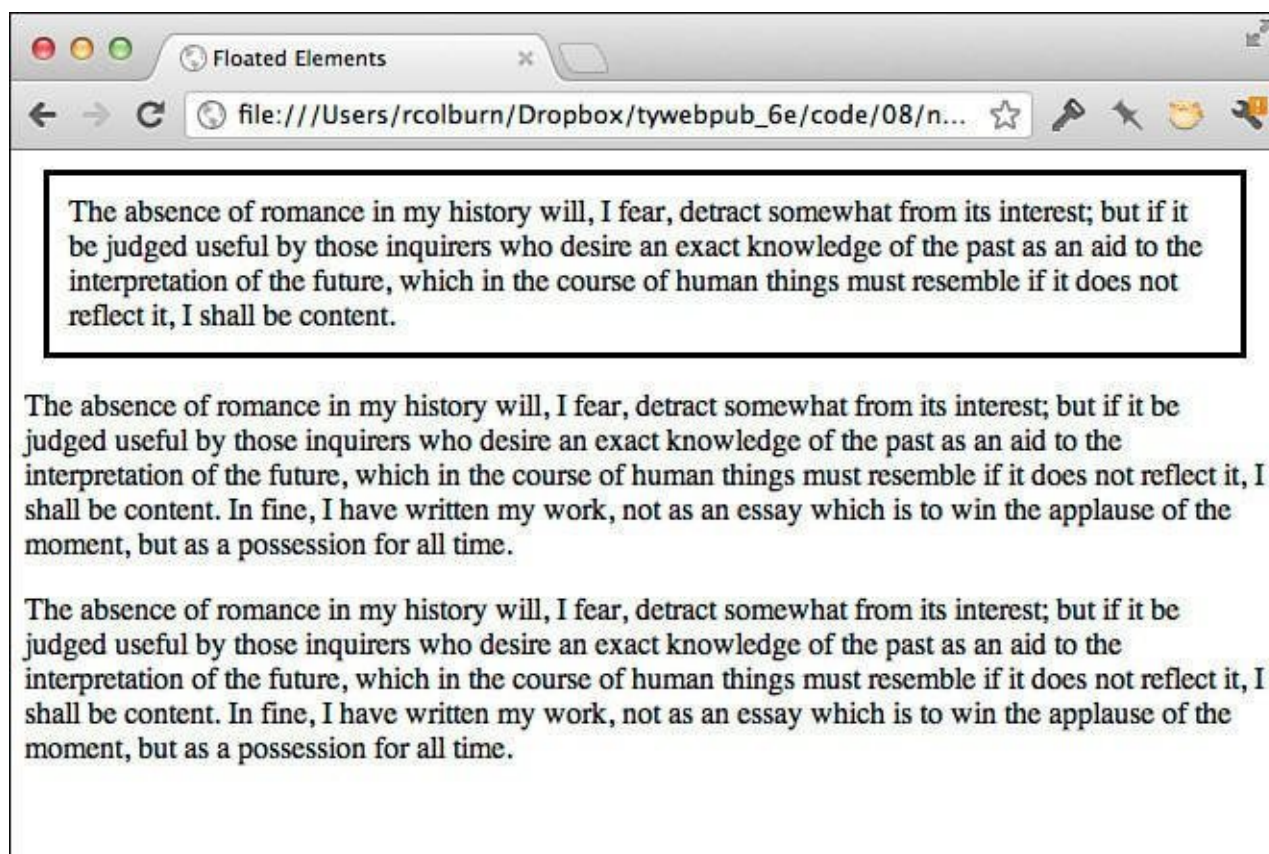 Floated Elements
file:///Users/rcolburn/Dropbox/tywebpub_6e/code/08/n...
The absence of romance in my history will, I fear, detract somewhat from its interest; but if it
be judged useful by those inquirers who desire an exact knowledge of the past as an aid to the
interpretation of the future, which in the course of human things must resemble if it does not
reflect it, I shall be content.
The absence of romance in my history will, I fear, detract somewhat from its interest; but if it be
judged useful by those inquirers who desire an exact knowledge of the past as an aid to the
interpretation of the future, which in the course of human things must resemble if it does not reflect it, I
shall be content. In fine, I have written my work, not as an essay which is to win the applause of the
moment, but as a possession for all time.
The absence of romance in my history will, I fear, detract somewhat from its interest; but if it be
judged useful by those inquirers who desire an exact knowledge of the past as an aid to the
interpretation of the future, which in the course of human things must resemble if it does not reflect it, I
shall be content. In fine, I have written my work, not as an essay which is to win the applause of the
moment, but as a possession for all time.